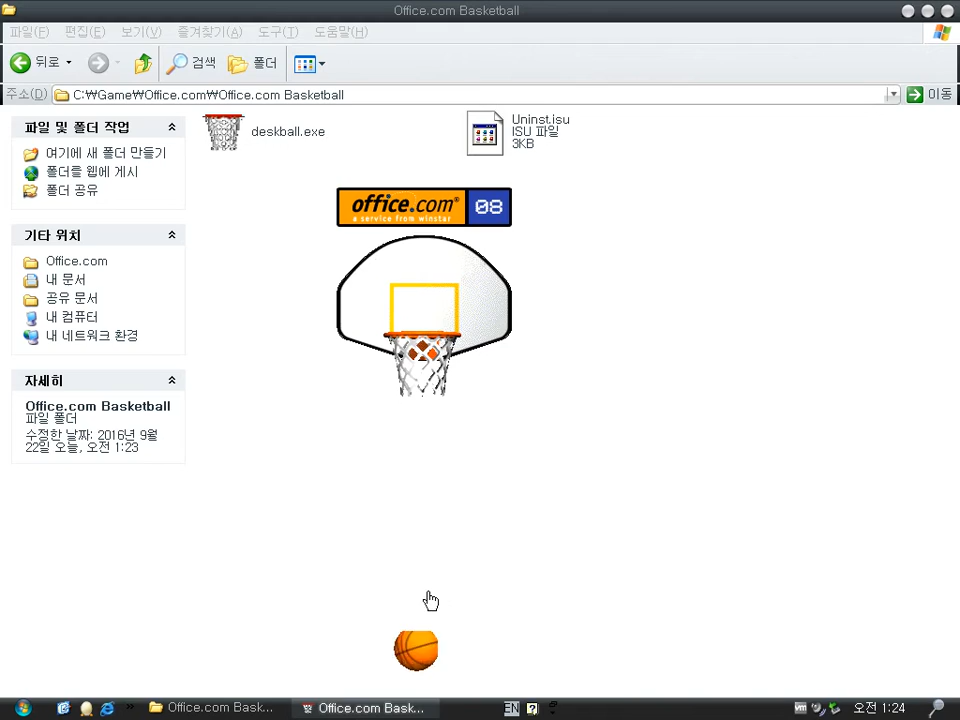 Office.com Basketball
파일(F) 편집(E) 보기(V) 즐겨찾기(A) 도구(T) 도움말(H)
뒤로 검색 폴더
주소(D) C:₩Game₩Office.com₩Office.com Basketball 이동
파일 및 폴더 작업
여기에 새 폴더 만들기
폴더를 웹에 게시
폴더 공유
기타 위치
Office.com
내 문서
공유 문서
내 컴퓨터
내 네트워크 환경
자세히
Office.com Basketball
파일 폴더
수정한 날짜: 2016년 9월
22일 오늘, 오전 1:23
deskball.exe
Uninst.isu
ISU 파일
3KB
office.com® 08
a service from winstar
Office.com Bask... Office.com Bask... EN ? 오전 1:24